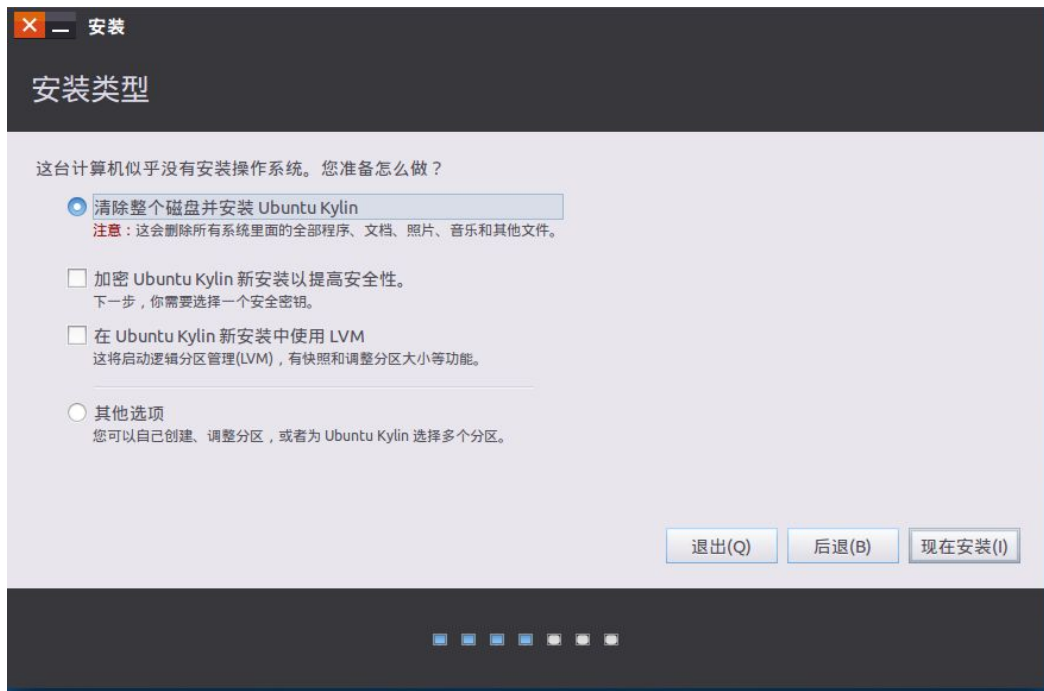 安装
安装类型
这台计算机似乎没有安装操作系统。您准备怎么做？
清除整个磁盘并安装 Ubuntu Kylin
注意：这会删除所有系统里面的全部程序、文档、照片、音乐和其他文件。
加密 Ubuntu Kylin 新安装以提高安全性。
下一步，你需要选择一个安全密钥。
在 Ubuntu Kylin 新安装中使用 LVM
这将启动逻辑分区管理(LVM)，有快照和调整分区大小等功能。
其他选项
您可以自己创建、调整分区，或者为 Ubuntu Kylin 选择多个分区。
退出(Q) 后退(B) 现在安装(I)